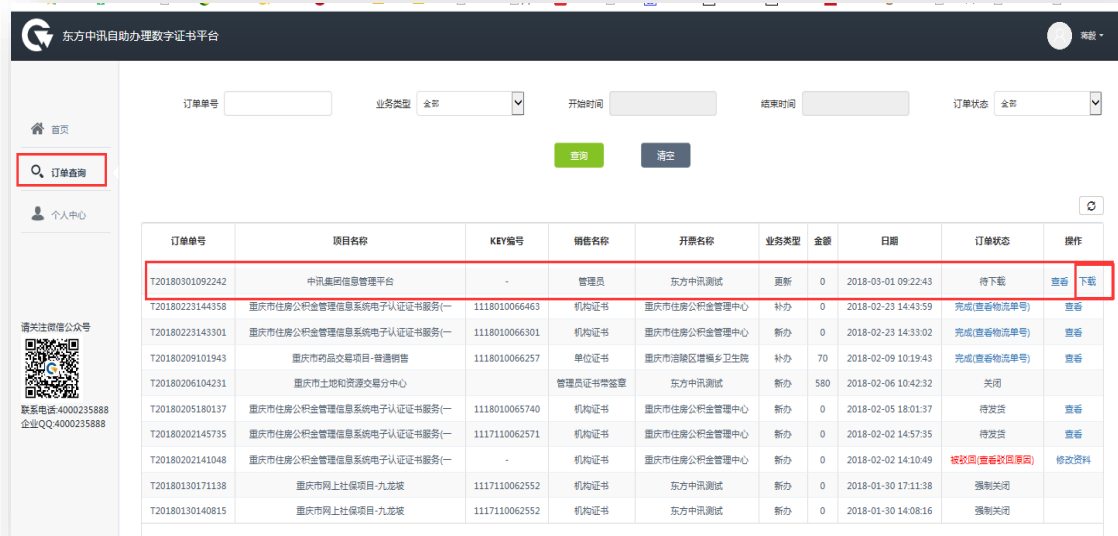 东方中讯自助办理数字证书平台
蒋毅
订单单号 业务类型 全部 开始时间 结束时间 订单状态 全部
首页
查询 清空
订单查询
个人中心
订单单号 项目名称 KEY编号 销售名称 开票名称 业务类型 金额 日期 订单状态 操作
T20180301092242 中讯集团信息管理平台 - 管理员 东方中讯测试 更新 0 2018-03-01 09:22:43 待下载 查看 下载
T20180223144358 重庆市住房公积金管理信息系统电子认证证书服务(一 1118010066463 机构证书 重庆市住房公积金管理中心 补办 0 2018-02-23 14:43:59 完成(查看物流单号) 查看
T20180223143301 重庆市住房公积金管理信息系统电子认证证书服务(一 1118010066301 机构证书 重庆市住房公积金管理中心 新办 0 2018-02-23 14:33:02 完成(查看物流单号) 查看
T20180209101943 重庆市药品交易项目-普通销售 1118010066257 单位证书 重庆市涪陵区增福乡卫生院 补办 70 2018-02-09 10:19:43 完成(查看物流单号) 查看
T20180206104231 重庆市土地和资源交易分中心 管理员证书带签章 东方中讯测试 新办 580 2018-02-06 10:42:32 关闭
T20180205180137 重庆市住房公积金管理信息系统电子认证证书服务(一 1118010065740 机构证书 重庆市住房公积金管理中心 新办 0 2018-02-05 18:01:37 待发货 查看
T20180202145735 重庆市住房公积金管理信息系统电子认证证书服务(一 1117110062571 机构证书 重庆市住房公积金管理中心 新办 0 2018-02-02 14:57:35 待发货 查看
T20180202141048 重庆市住房公积金管理信息系统电子认证证书服务(一 - 机构证书 重庆市住房公积金管理中心 新办 0 2018-02-02 14:10:49 被驳回(查看驳回原因) 修改资料
T20180130171138 重庆市网上社保项目-九龙坡 1117110062552 机构证书 东方中讯测试 新办 0 2018-01-30 17:11:38 强制关闭
T20180130140815 重庆市网上社保项目-九龙坡 1117110062552 机构证书 东方中讯测试 新办 0 2018-01-30 14:08:16 强制关闭
请关注微信公众号
联系电话:4000235888
企业QQ:4000235888